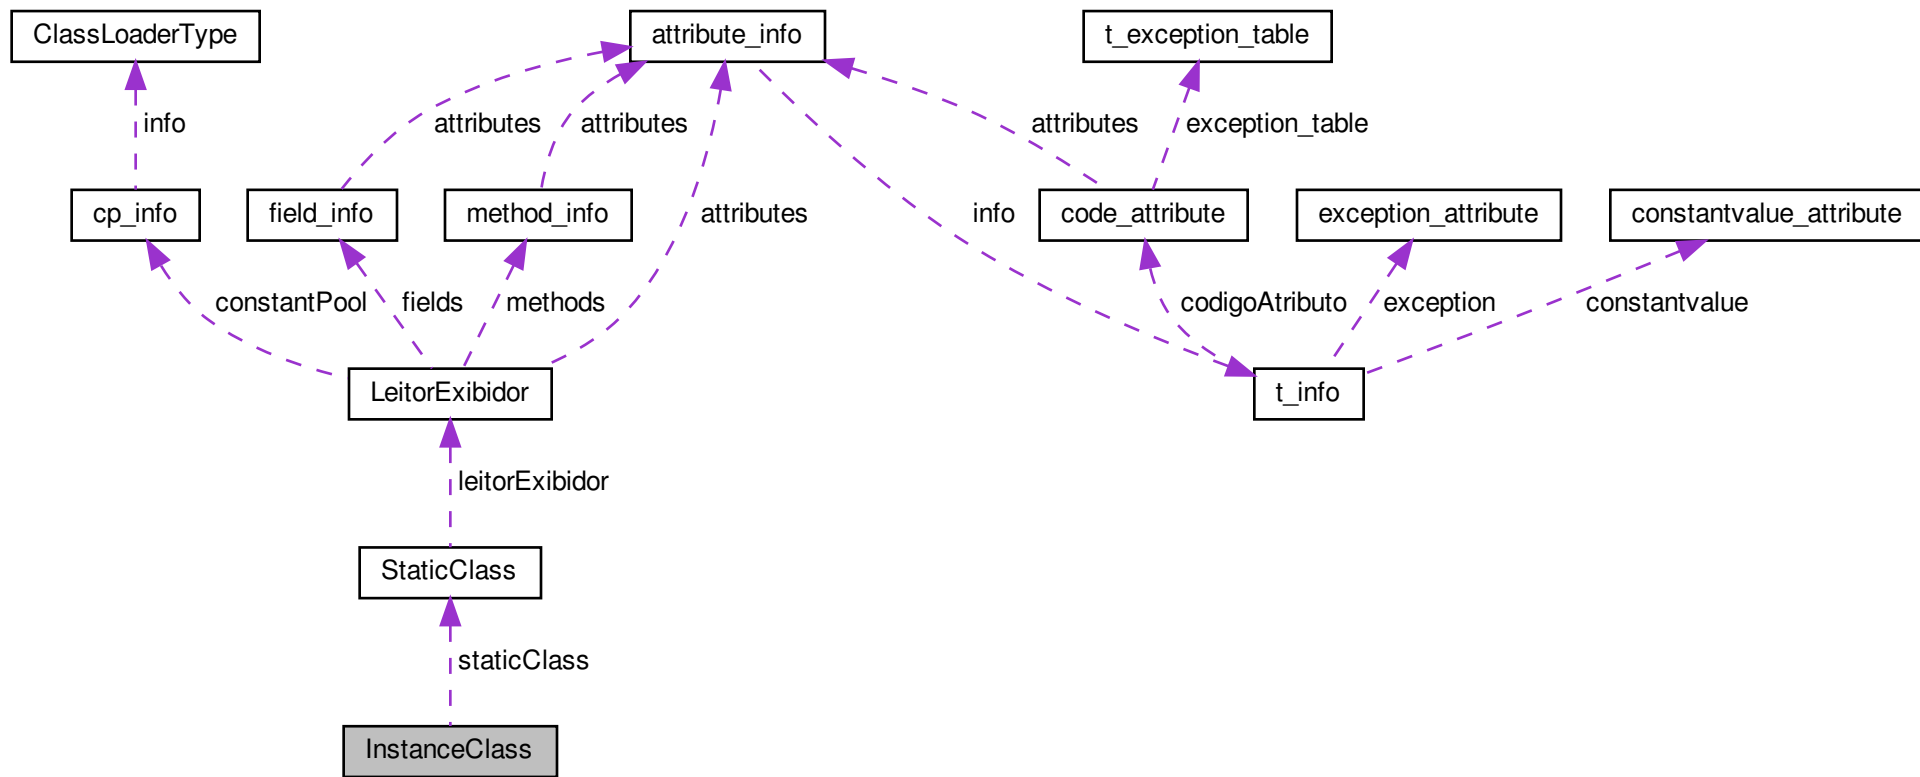 ClassLoaderType
attribute_info
t_exception_table
info
attributes
attributes
attributes
exception_table
cp_info
field_info
method_info
attributes
info
code_attribute
exception_attribute
constantvalue_attribute
constantPool
fields
methods
codigoAtributo
exception
constantvalue
LeitorExibidor
t_info
leitorExibidor
StaticClass
staticClass
InstanceClass